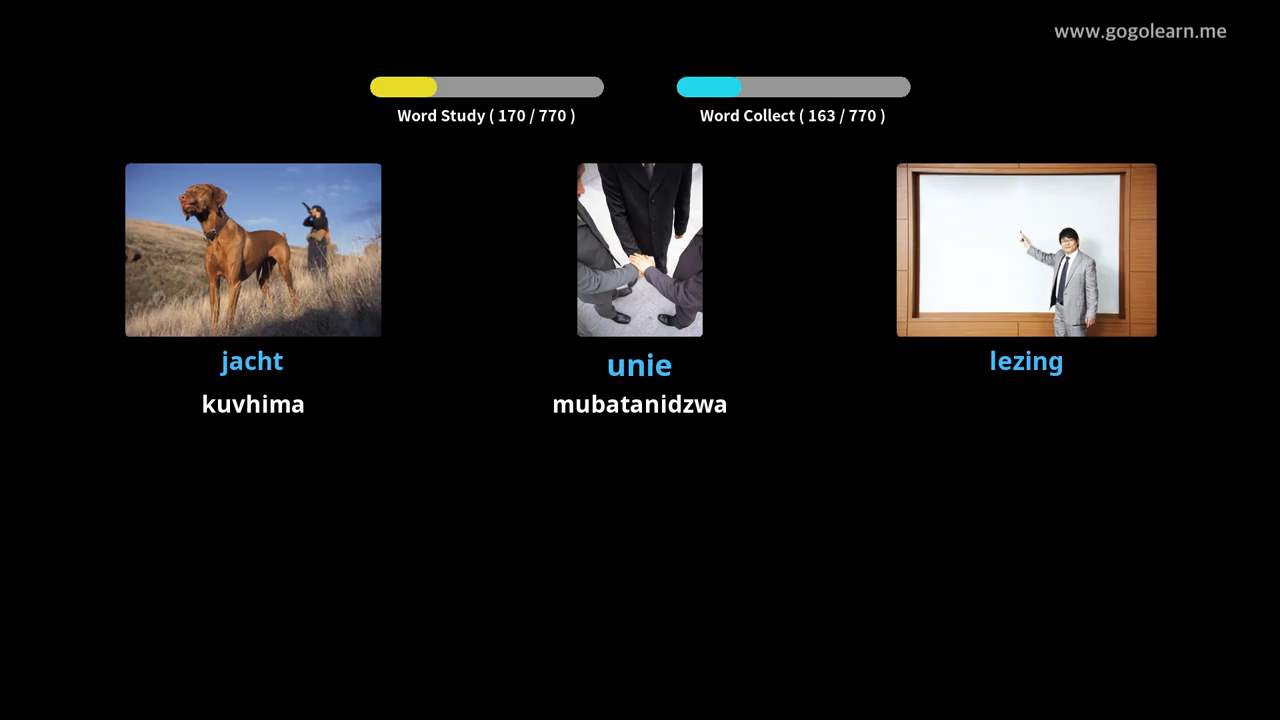 www.gogolearn.me
Word Study ( 170 / 770 )
Word Collect ( 163 / 770 )
jacht
unie
lezing
kuvhima
mubatanidzwa